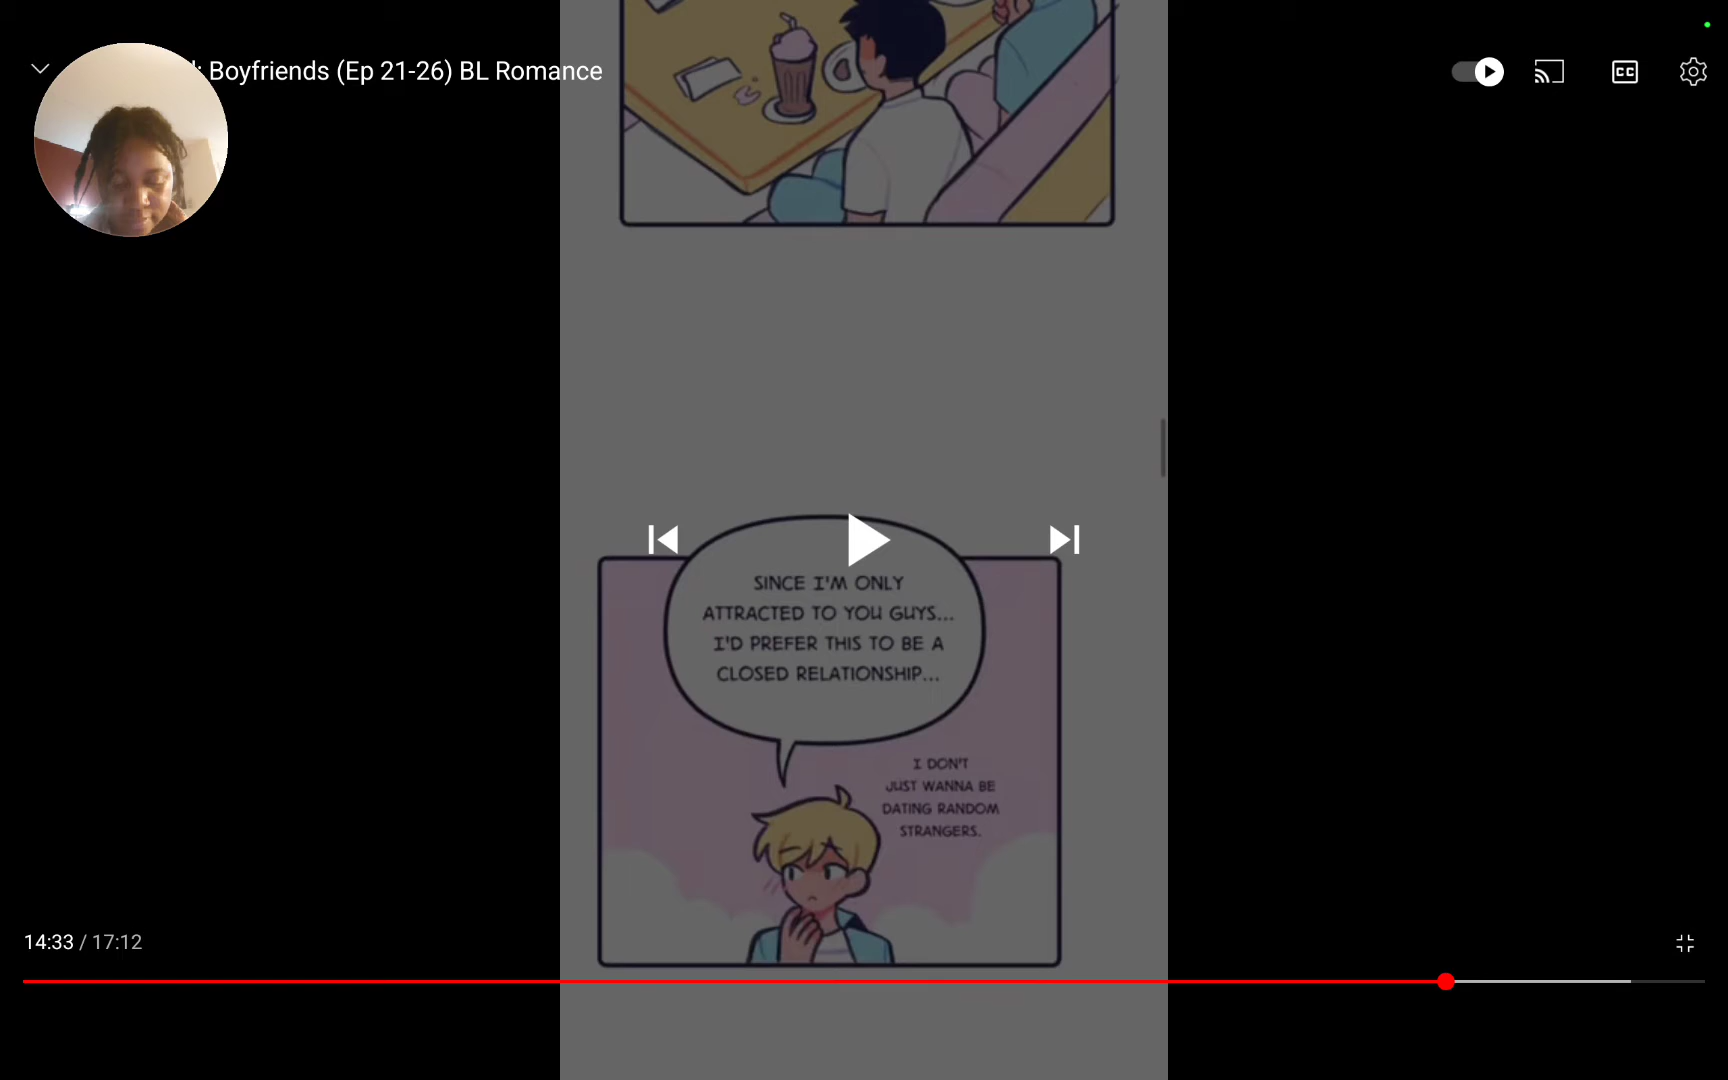 : Boyfriends (Ep 21-26) BL Romance
CC
SINCE I'M ONLY
ATTRACTED TO YOU GUYS...
I'D PREFER THIS TO BE A
CLOSED RELATIONSHIP...
I DON'T
JUST WANNA BE
DATING RANDOM
STRANGERS.
14:33 / 17:12